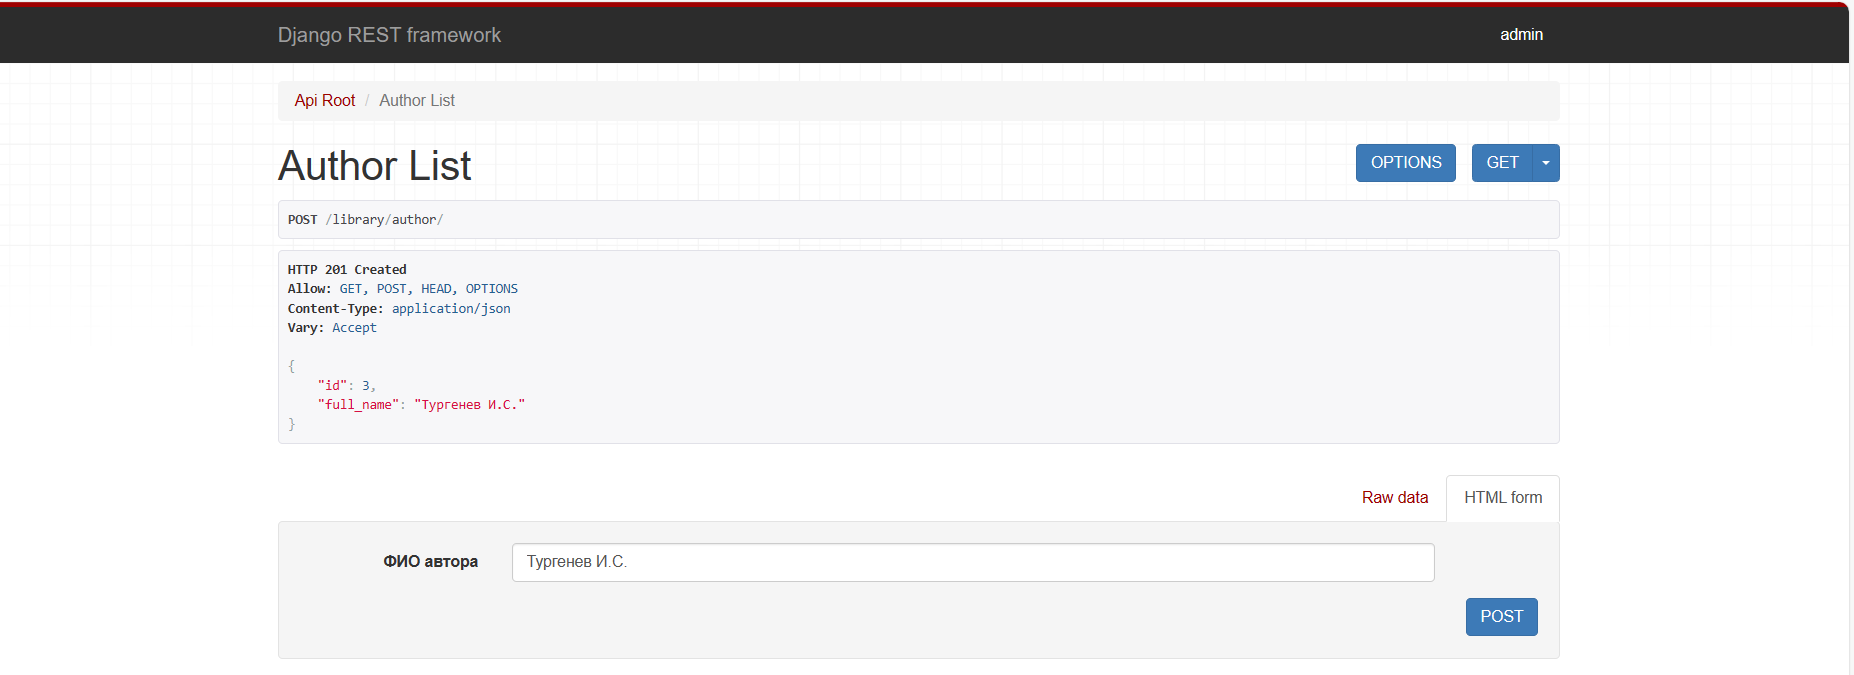 Django REST framework
admin
Api Root / Author List
Author List
OPTIONS
GET
POST /library/author/
HTTP 201 Created
Allow: GET, POST, HEAD, OPTIONS
Content-Type: application/json
Vary: Accept
{
"id": 3,
"full_name": "Тургенев И.С."
}
Raw data
HTML form
ФИО автора
Тургенев И.С.
POST